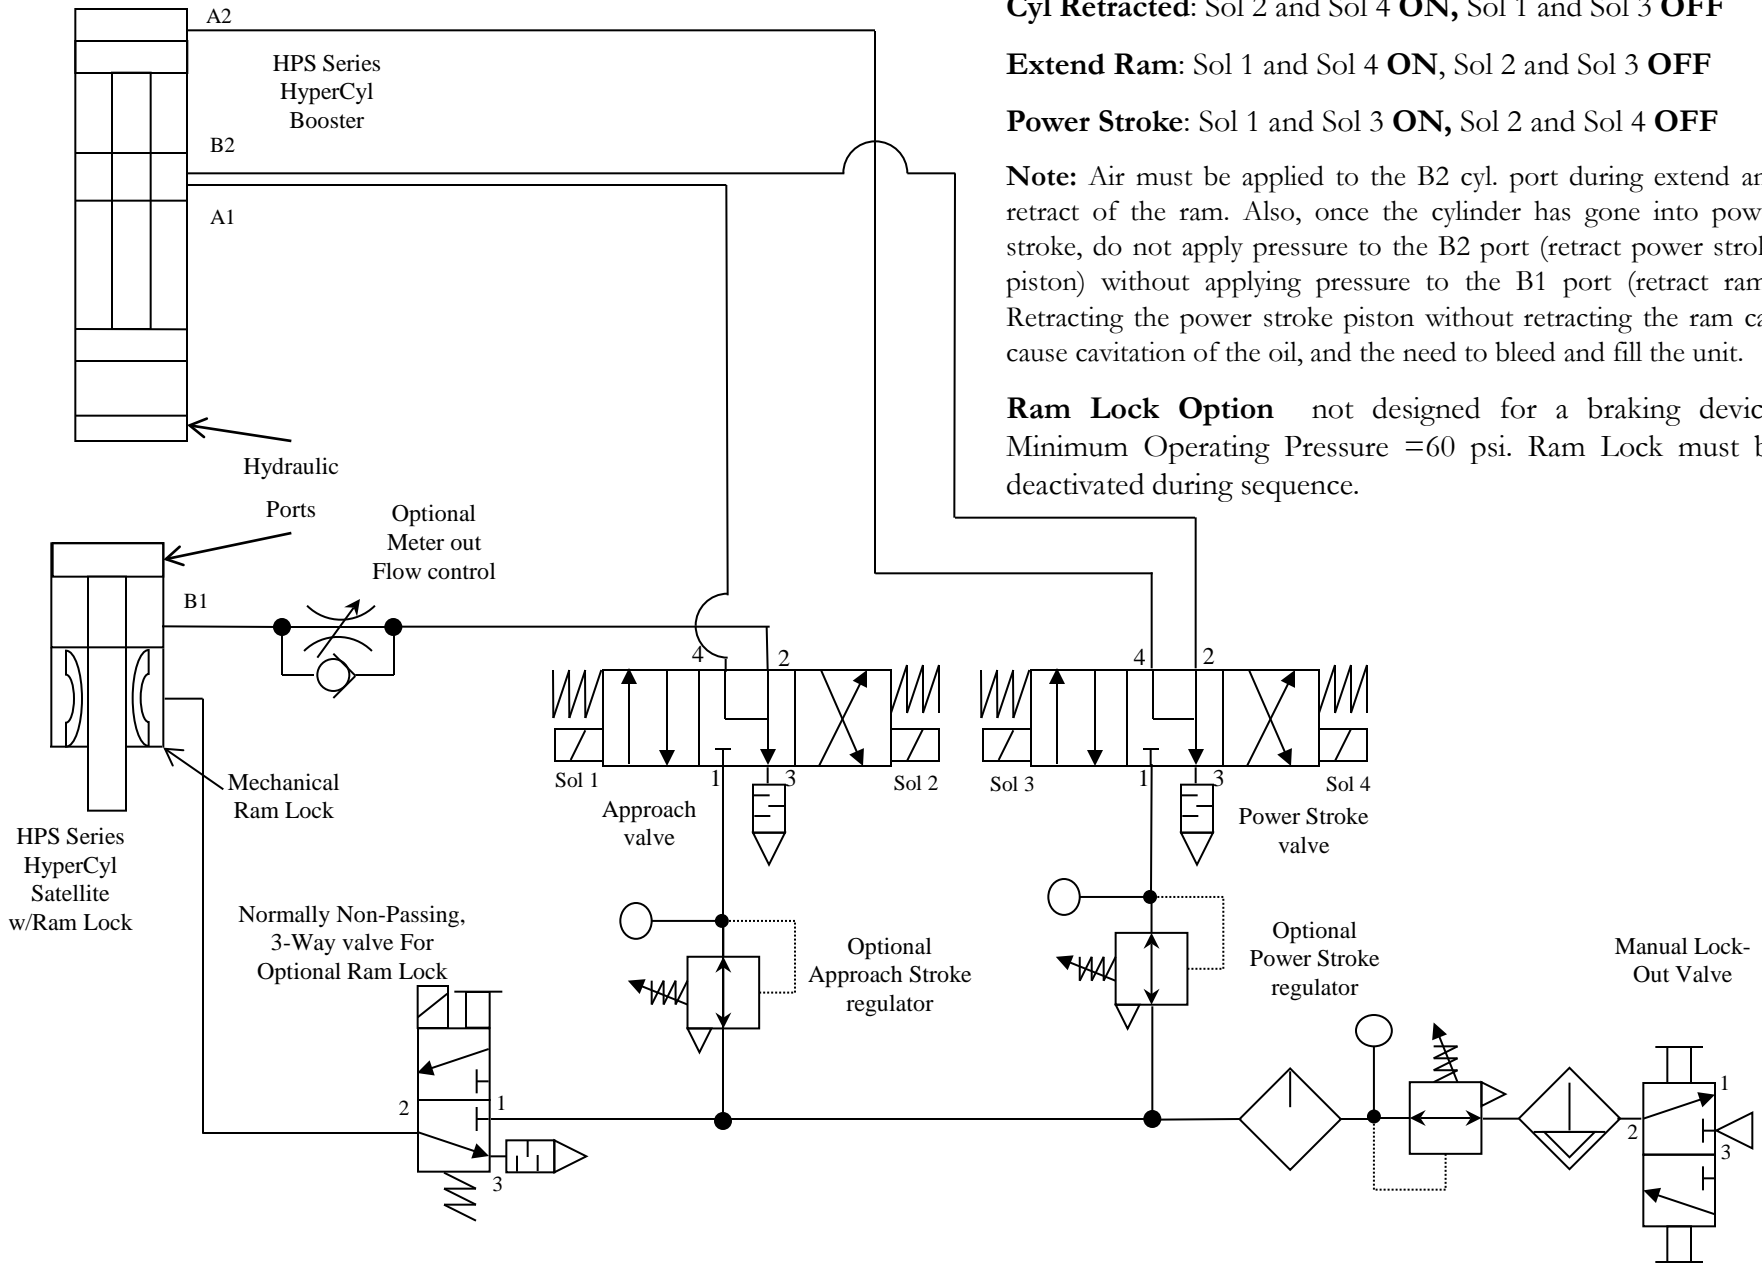 A2
HPS Series
HyperCyl
Booster
B2
A1
Cyl Retracted: Sol 2 and Sol 4 ON, Sol 1 and Sol 3 OFF
Extend Ram: Sol 1 and Sol 4 ON, Sol 2 and Sol 3 OFF
Power Stroke: Sol 1 and Sol 3 ON, Sol 2 and Sol 4 OFF
Note: Air must be applied to the B2 cyl. port during extend an
retract of the ram. Also, once the cylinder has gone into pow
stroke, do not apply pressure to the B2 port (retract power strok
piston) without applying pressure to the B1 port (retract ram
Retracting the power stroke piston without retracting the ram ca
cause cavitation of the oil, and the need to bleed and fill the unit.
Ram Lock Option not designed for a braking devic
Minimum Operating Pressure =60 psi. Ram Lock must b
deactivated during sequence.
Hydraulic
Ports
Optional
Meter out
Flow control
B1
4
2
4
2
1
3
1
3
Sol 1
Sol 2
Sol 3
Sol 4
Approach
valve
Power Stroke
valve
Mechanical
Ram Lock
HPS Series
HyperCyl
Satellite
w/Ram Lock
Normally Non-Passing,
3-Way valve For
Optional Ram Lock
Optional
Approach Stroke
regulator
Optional
Power Stroke
regulator
Manual Lock-
Out Valve
2
1
3
1
2
3